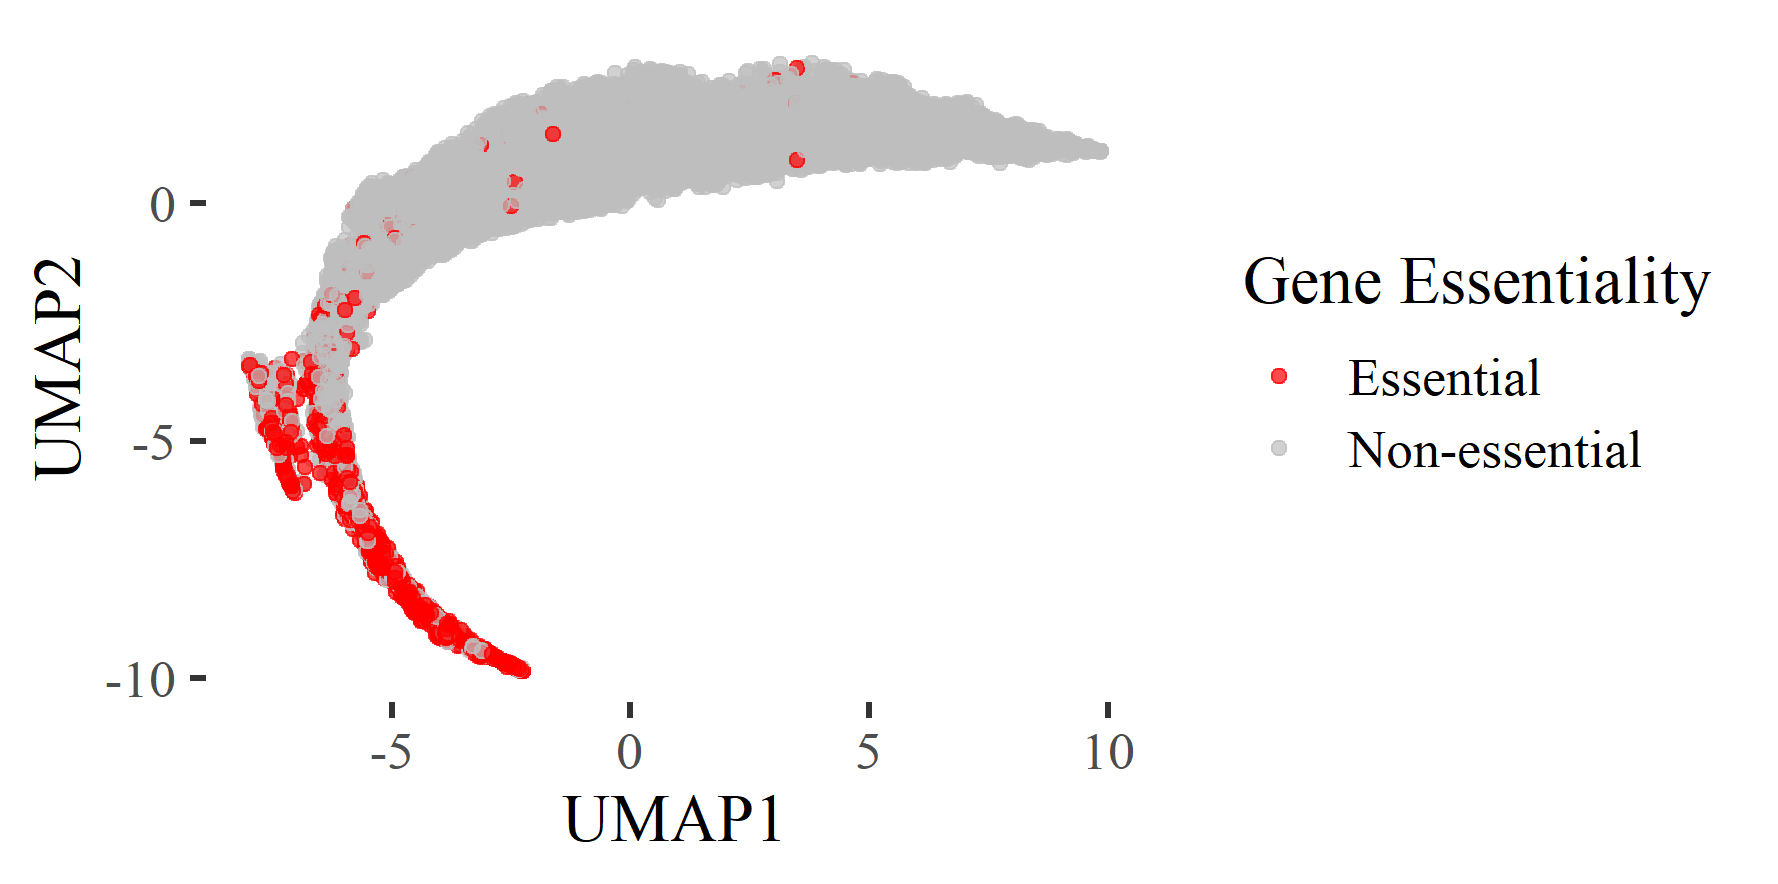 UMAP2
0
-5
-10
-5 0 5 10
UMAP1
Gene Essentiality
Essential
Non-essential